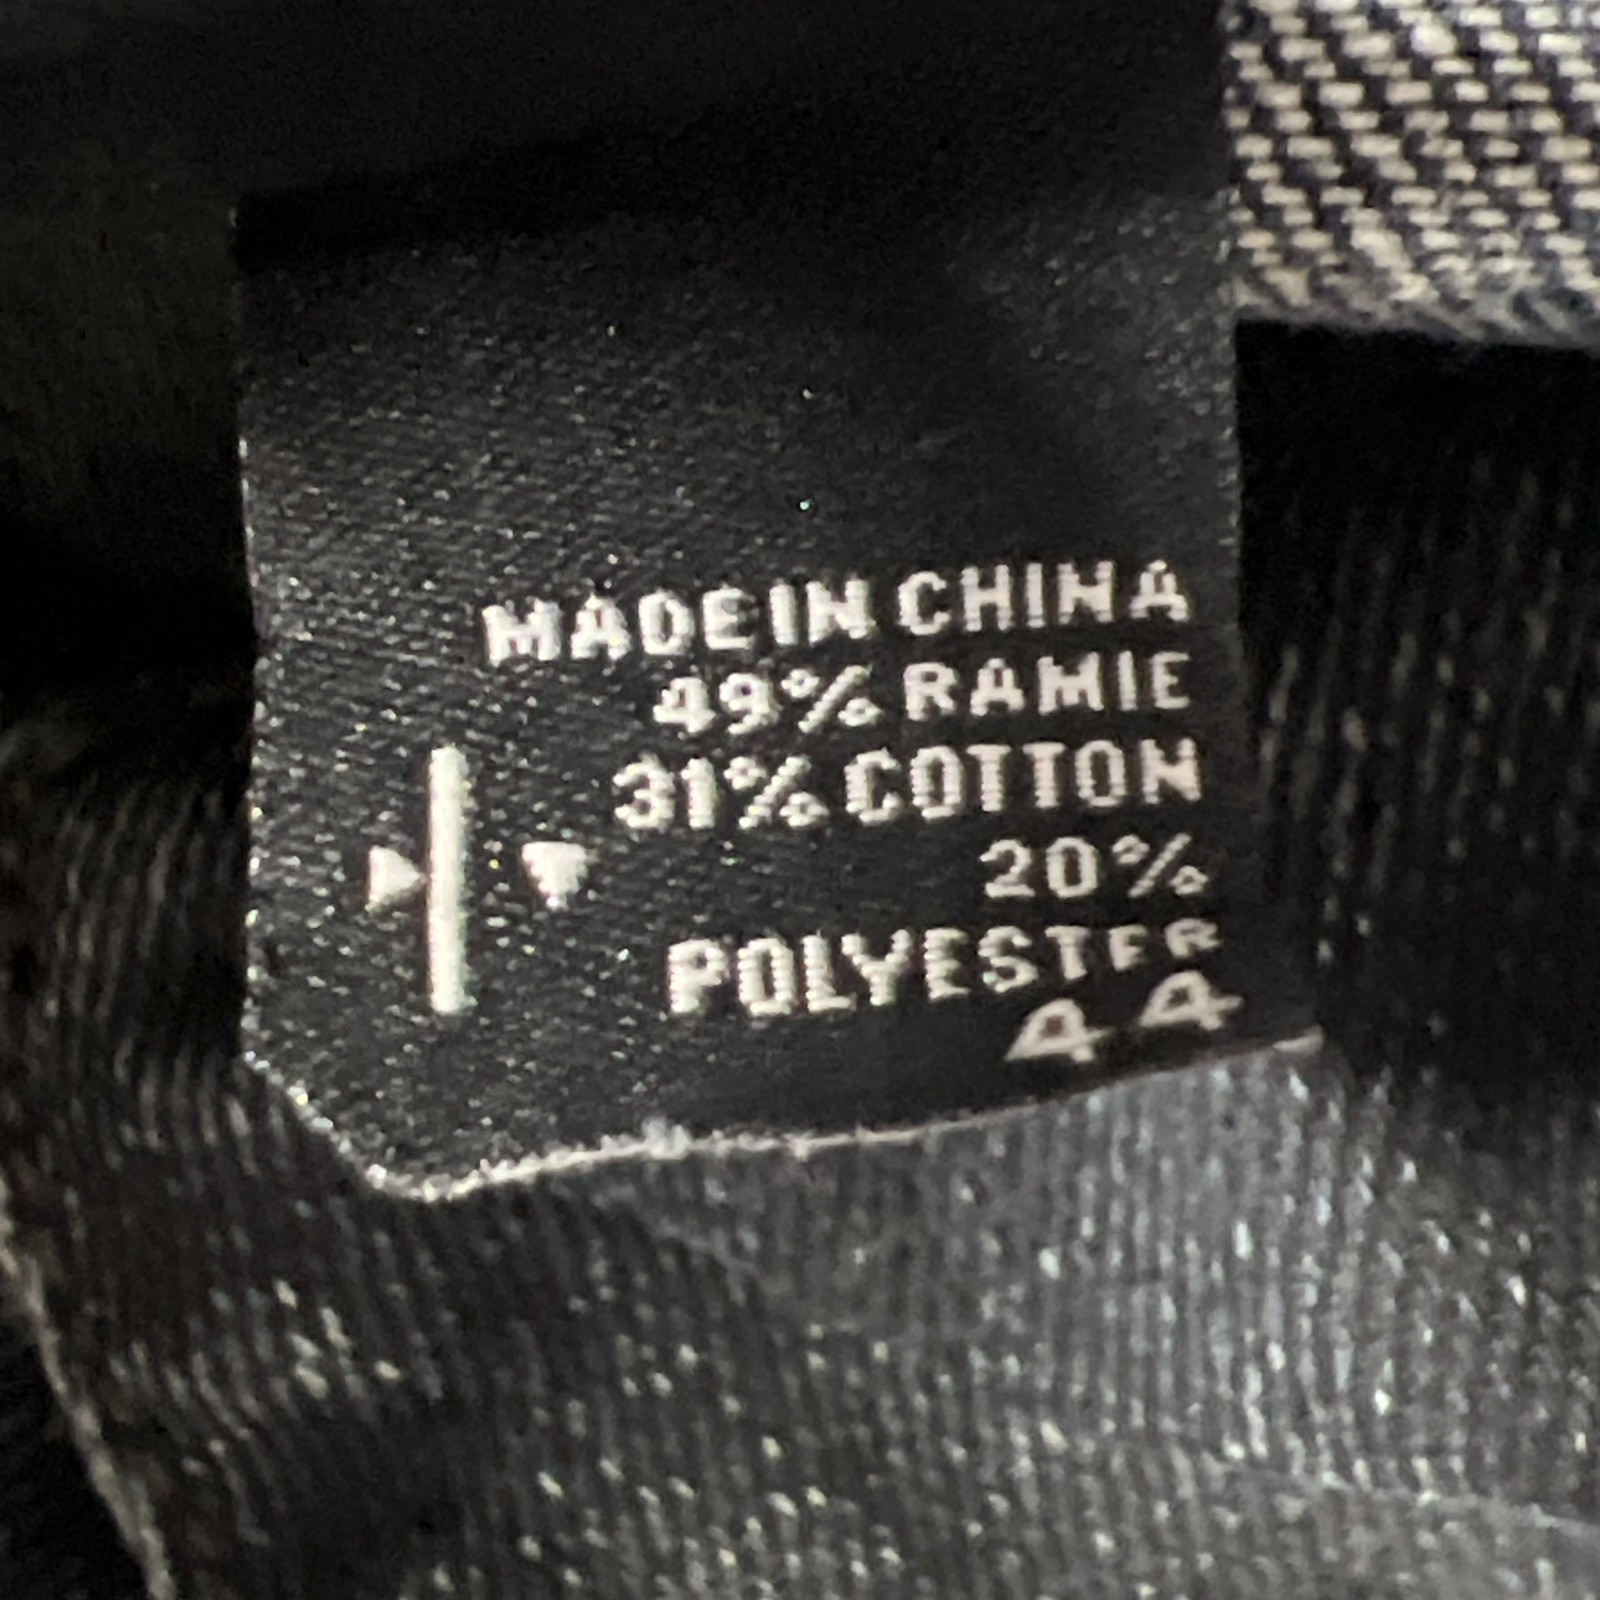 MADE IN CHINA
49% RAMIE
31% COTTON
20%
POLYESTER
44